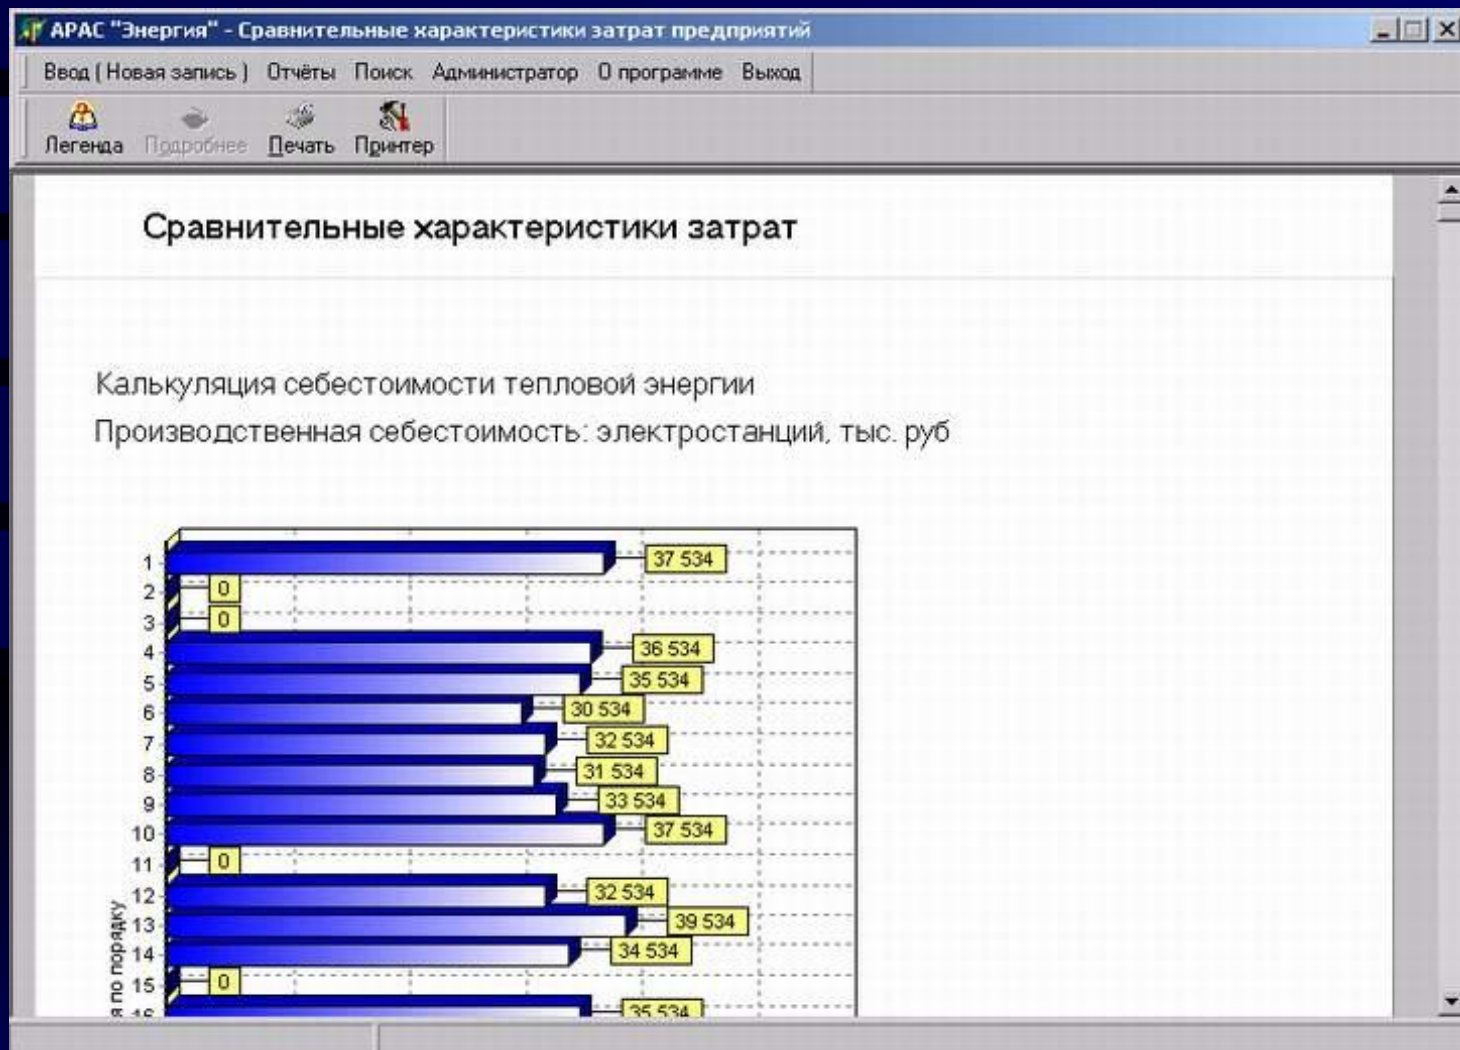 АРАС "Энергия" - Сравнительные характеристики затрат предприятий
Ввод ( Новая запись ) Отчёты Поиск Администратор О программе Выход
Легенда Подробнее Печать Принтер
Сравнительные характеристики затрат
Калькуляция себестоимости тепловой энергии
Производственная себестоимость: электростанций, тыс. руб
1 37 534
2 0
3 0
4 36 534
5 35 534
6 30 534
7 32 534
8 31 534
9 33 534
10 37 534
11 0
12 32 534
13 39 534
14 34 534
15 0
16 35 534
я по порядку